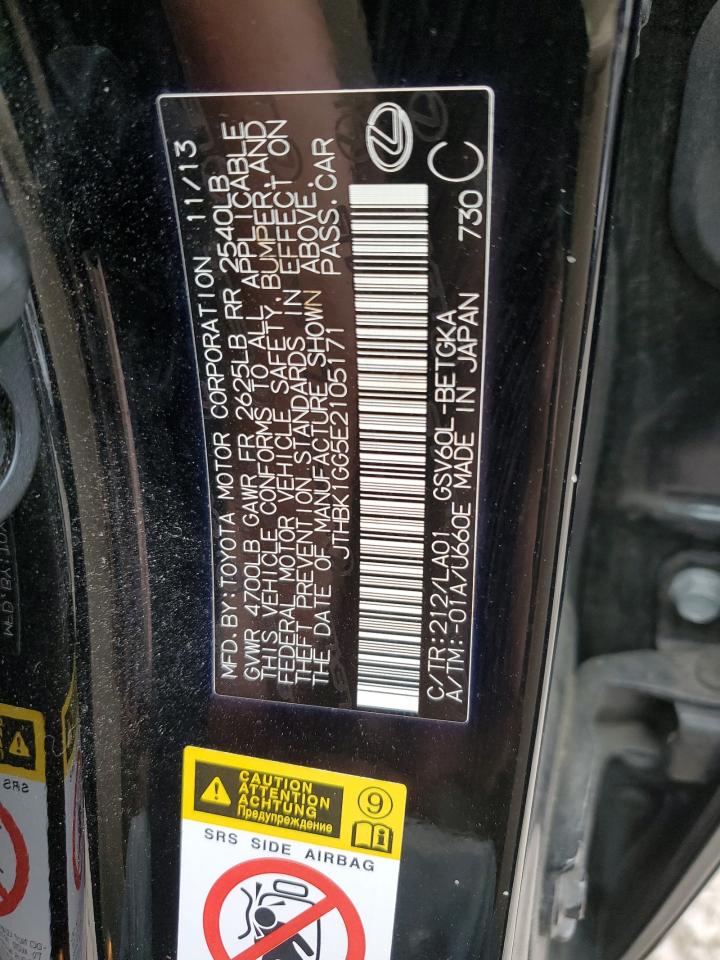 MFD. BY: TOYOTA MOTOR CORPORATION 11/13
GVWR 4700LB GAWR FR 2625LB RR 2540LB
THIS VEHICLE CONFORMS TO ALL APPLICABLE
FEDERAL MOTOR VEHICLE SAFETY, BUMPER, AND
THEFT PREVENTION STANDARDS IN EFFECT ON
THE DATE OF MANUFACTURE SHOWN ABOVE.
JTHBK1GG5E2105171 PASS. CAR
C/TR: 212/LA01 GSV60L-BETGKA 730 C
A/TM: -01A/U660E MADE IN JAPAN
CAUTION
ATTENTION
ACHTUNG
Предупреждение
9
SRS SIDE AIRBAG
SRS